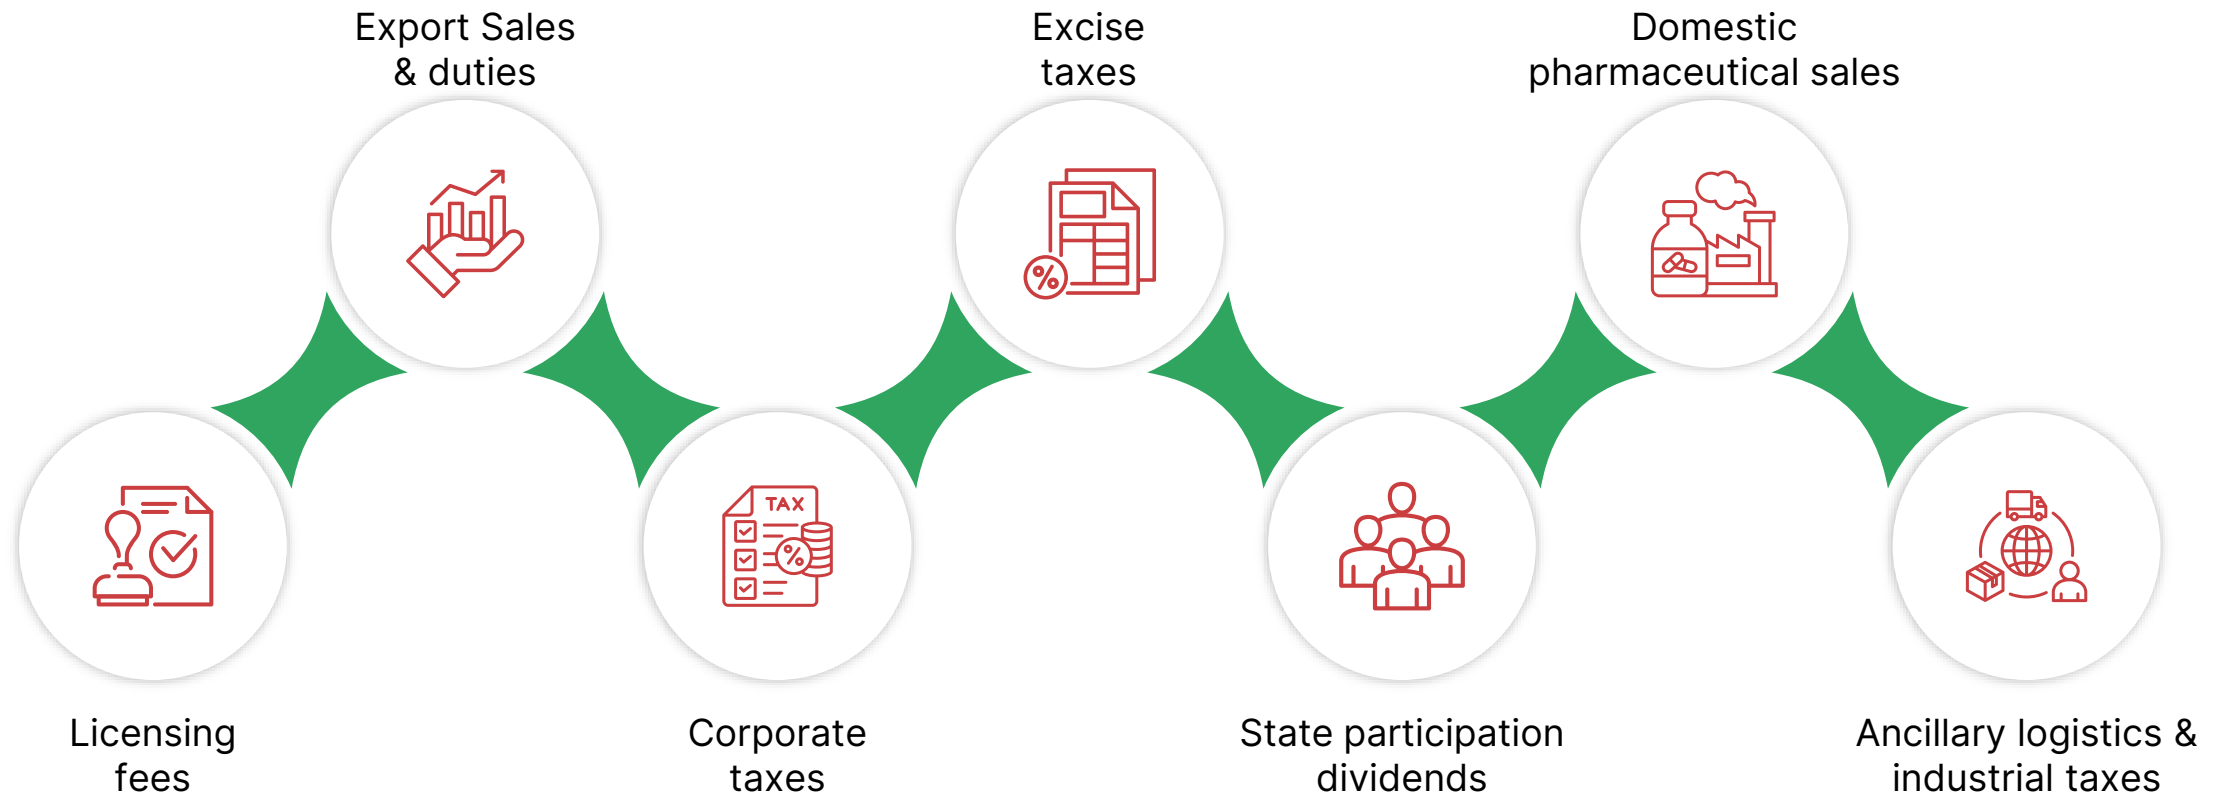 Export Sales
& duties
Excise
taxes
Domestic
pharmaceutical sales
%
TAX
%
Licensing
fees
Corporate
taxes
State participation
dividends
Ancillary logistics &
industrial taxes